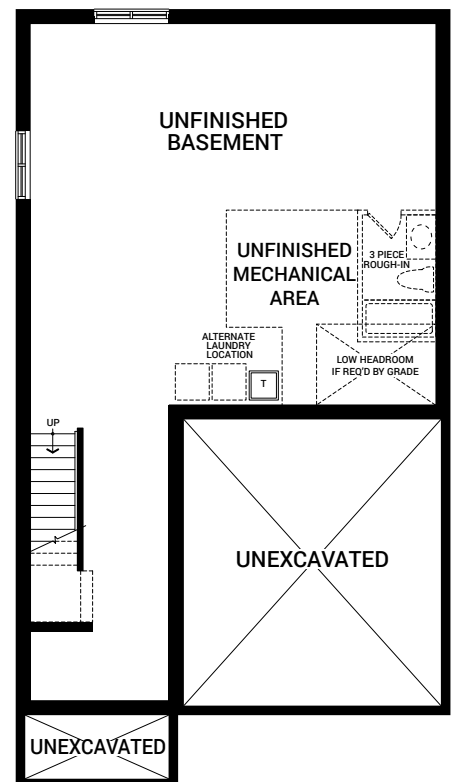 UNFINISHED
BASEMENT
UNFINISHED
MECHANICAL
AREA
3 PIECE
ROUGH-IN
ALTERNATE
LAUNDRY
LOCATION
T
LOW HEADROOM
IF REQ'D BY GRADE
UP
UNEXCAVATED
UNEXCAVATED